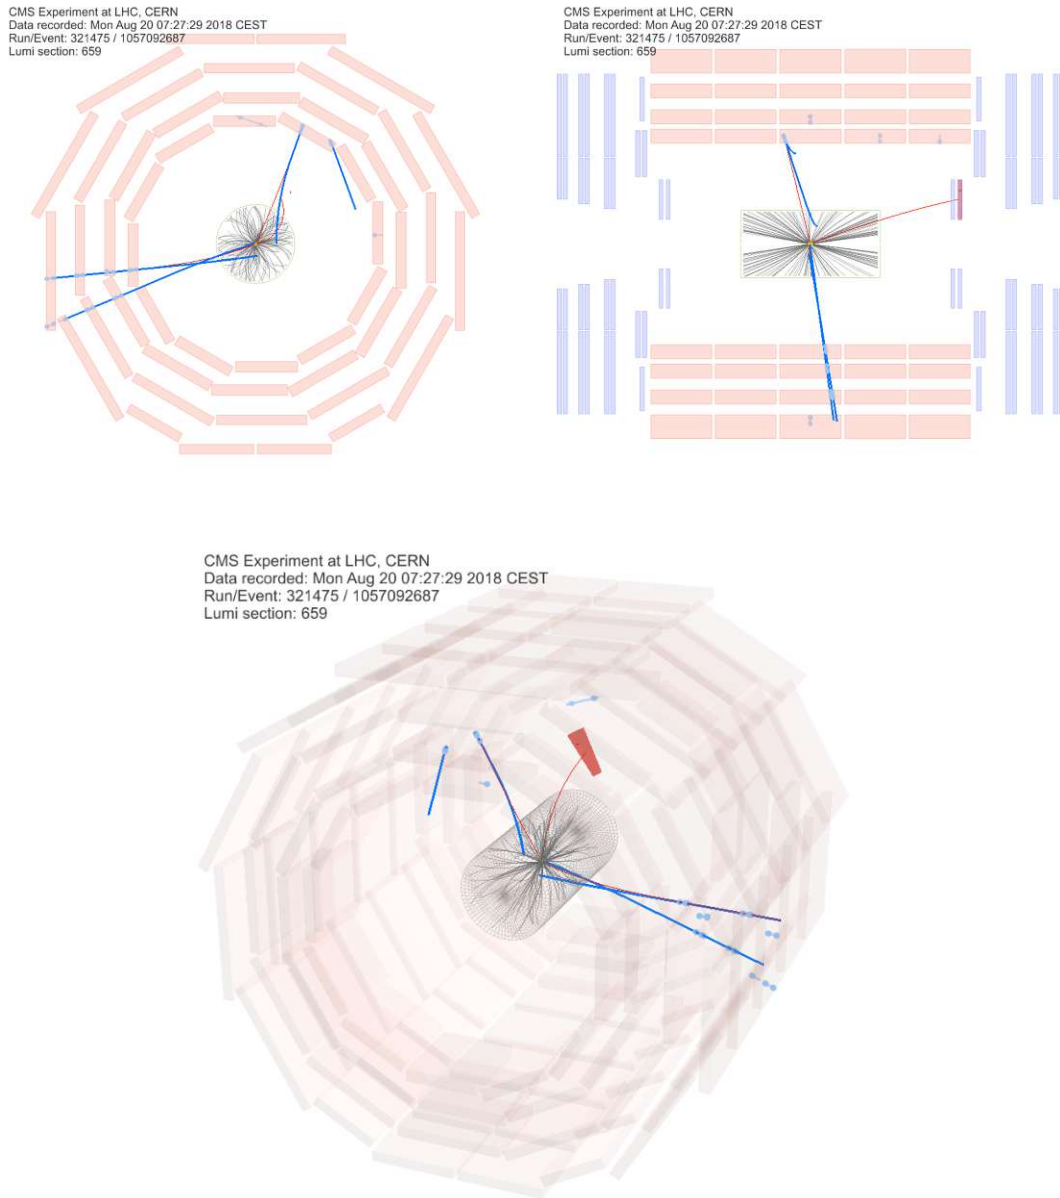 CMS Experiment at LHC, CERN
Data recorded: Mon Aug 20 07:27:29 2018 CEST
Run/Event: 321475 / 1057092687
Lumi section: 659
CMS Experiment at LHC, CERN
Data recorded: Mon Aug 20 07:27:29 2018 CEST
Run/Event: 321475 / 1057092687
Lumi section: 659
CMS Experiment at LHC, CERN
Data recorded: Mon Aug 20 07:27:29 2018 CEST
Run/Event: 321475 / 1057092687
Lumi section: 659